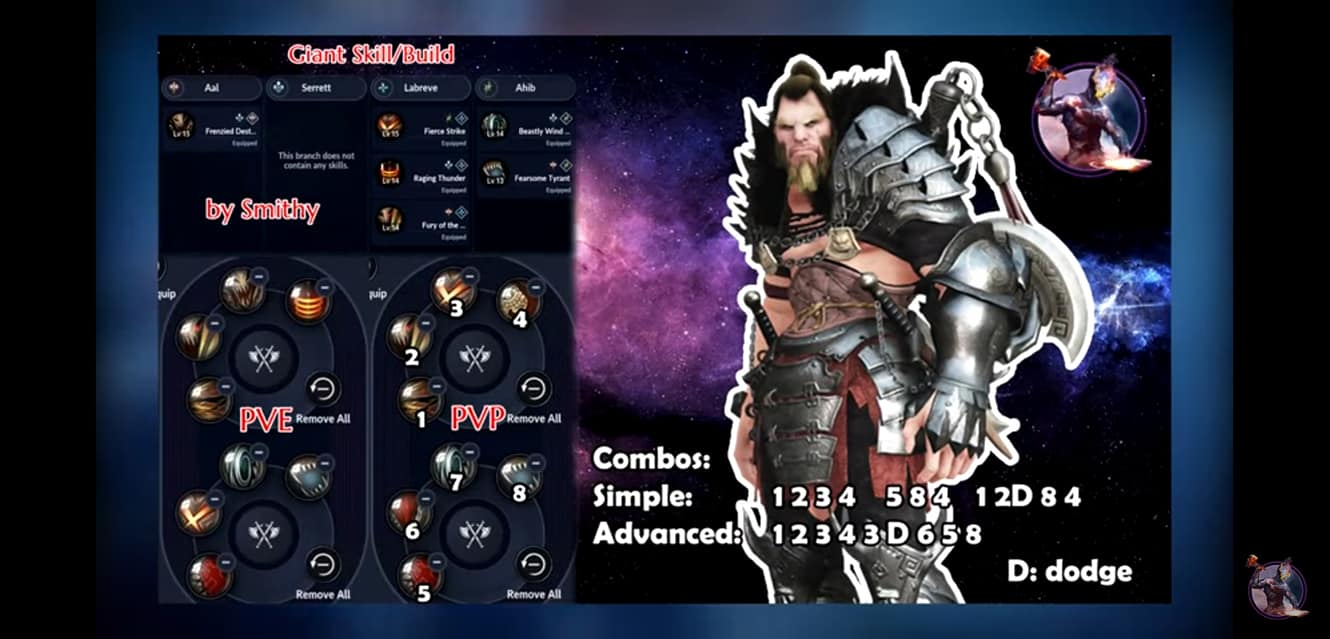 Giant Skill/Build
Aal
Serrett
Labreve
Ahib
Lv.15
Frenzied Dest...
Equipped
This branch does not
contain any skills.
Lv.15
Fierce Strike
Equipped
Lv.14
Raging Thunder
Equipped
Lv.14
Fury of the ...
Equipped
Lv.14
Beastly Wind ...
Equipped
Lv.13
Fearsome Tyrant
Equipped
by Smithy
quip
PVE
Remove All
Remove All
quip
1
2
3
4
PVP
Remove All
5
6
7
8
Remove All
Combos:
Simple: 1 2 3 4 5 8 4 1 2D 8 4
Advanced: 1 2 3 4 3 D 6 5 8
D: dodge